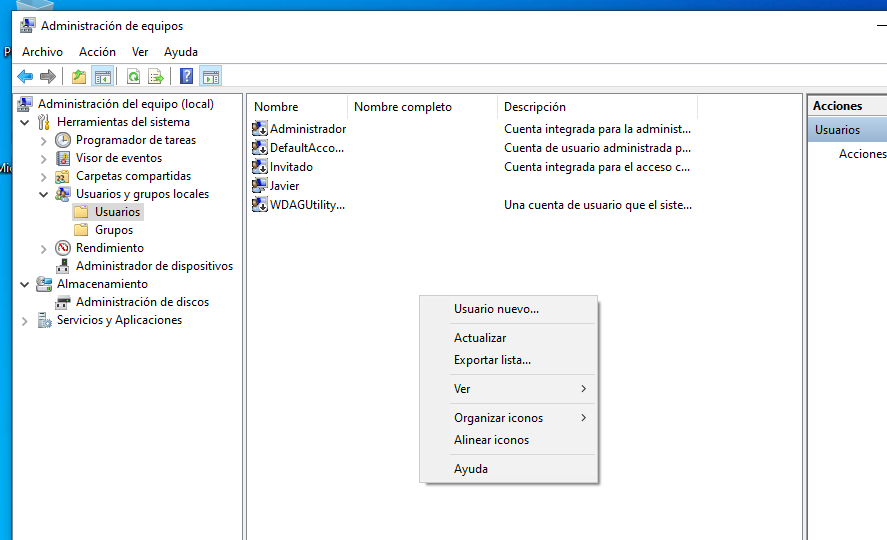 Administración de equipos
Archivo Acción Ver Ayuda
Administración del equipo (local)
Herramientas del sistema
Programador de tareas
Visor de eventos
Carpetas compartidas
Usuarios y grupos locales
Usuarios
Grupos
Rendimiento
Administrador de dispositivos
Almacenamiento
Administración de discos
Servicios y Aplicaciones
Nombre Nombre completo Descripción
Administrador Cuenta integrada para la administ...
DefaultAcco... Cuenta de usuario administrada p...
Invitado Cuenta integrada para el acceso c...
Javier
WDAGUtility... Una cuenta de usuario que el siste...
Usuario nuevo...
Actualizar
Exportar lista...
Ver
Organizar iconos
Alinear iconos
Ayuda
Acciones
Usuarios
Acciones